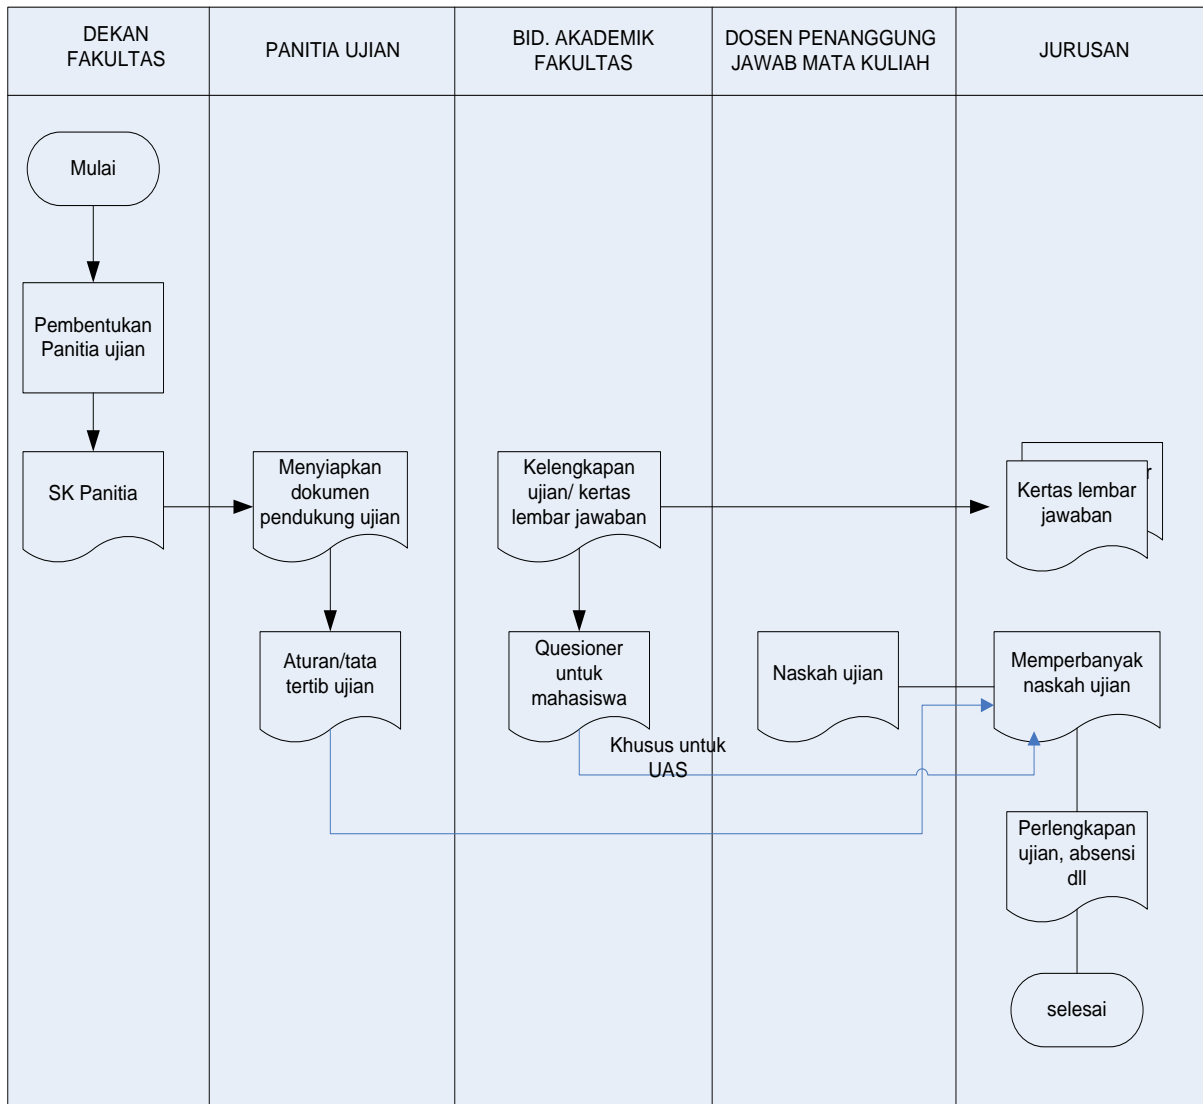 DEKAN
FAKULTAS
PANITIA UJIAN
BID. AKADEMIK
FAKULTAS
DOSEN PENANGGUNG
JAWAB MATA KULIAH
JURUSAN
Mulai
Pembentukan
Panitia ujian
SK Panitia
Menyiapkan
dokumen
pendukung ujian
Kelengkapan
ujian/ kertas
lembar jawaban
Kertas lembar
jawaban
Aturan/tata
tertib ujian
Quesioner
untuk
mahasiswa
Naskah ujian
Memperbanyak
naskah ujian
Khusus untuk
UAS
Perlengkapan
ujian, absensi
dll
selesai